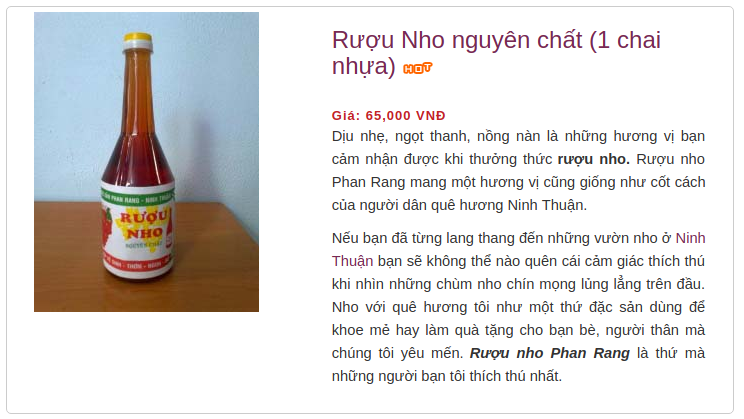 Rượu Nho nguyên chất (1 chai
nhựa) HOT
Giá: 65,000 VNĐ
Dịu nhẹ, ngọt thanh, nồng nàn là những hương vị bạn
cảm nhận được khi thưởng thức rượu nho. Rượu nho
Phan Rang mang một hương vị cũng giống như cốt cách
của người dân quê hương Ninh Thuận.
Nếu bạn đã từng lang thang đến những vườn nho ở Ninh
Thuận bạn sẽ không thể nào quên cái cảm giác thích thú
khi nhìn những chùm nho chín mọng lủng lẳng trên đầu.
Nho với quê hương tôi như một thứ đặc sản dùng để
khoe mẻ hay làm quà tặng cho bạn bè, người thân mà
chúng tôi yêu mến. Rượu nho Phan Rang là thứ mà
những người bạn tôi thích thú nhất.
PHAN RANG - NINH
RƯỢU
NHO
NGUYÊN CHẤT